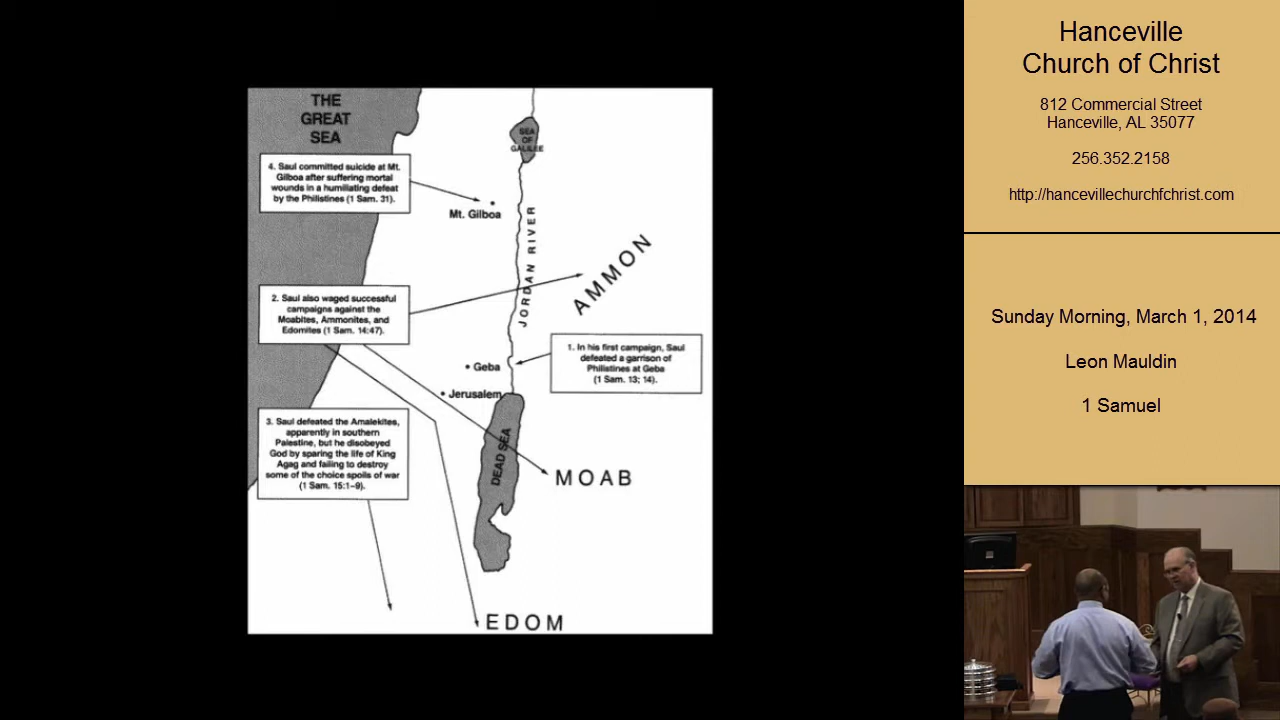 THE
GREAT
SEA
SEA
OF
GALILEE
4. Saul committed suicide at Mt.
Gilboa after suffering mortal
wounds in a humiliating defeat
by the Philistines (1 Sam. 31).
Mt. Gilboa
JORDAN RIVER
AMMON
2. Saul also waged successful
campaigns against the
Moabites, Ammonites, and
Edomites (1 Sam. 14:47).
1. In his first campaign, Saul
defeated a garrison of
Philistines at Geba
(1 Sam. 13; 14).
Geba
Jerusalem
3. Saul defeated the Amalekites,
apparently in southern
Palestine, but he disobeyed
God by sparing the life of King
Agag and failing to destroy
some of the choice spoils of war
(1 Sam. 15:1–9).
DEAD SEA
MOAB
EDOM
Hanceville
Church of Christ
812 Commercial Street
Hanceville, AL 35077
256.352.2158
http://hancevillechurchfchrist.com
Sunday Morning, March 1, 2014
Leon Mauldin
1 Samuel